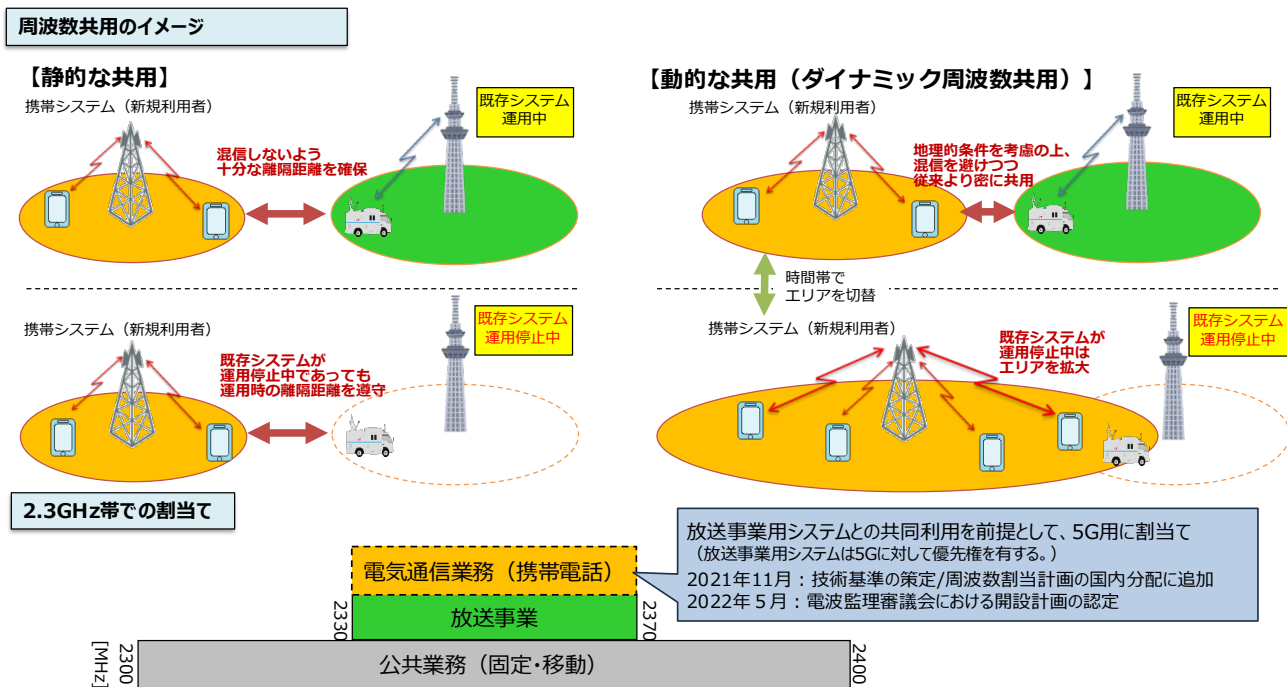 周波数共用のイメージ
【静的な共用】
携帯システム（新規利用者）
既存システム
運用中
混信しないよう
十分な離隔距離を確保
携帯システム（新規利用者）
既存システム
運用停止中
既存システムが
運用停止中であっても
運用時の離隔距離を遵守
【動的な共用（ダイナミック周波数共用）】
携帯システム（新規利用者）
既存システム
運用中
地理的条件を考慮の上、
混信を避けつつ
従来より密に共用
時間帯で
エリアを切替
携帯システム（新規利用者）
既存システム
運用停止中
既存システムが
運用停止中は
エリアを拡大
2.3GHz帯での割当て
放送事業用システムとの共同利用を前提として、5G用に割当て
（放送事業用システムは5Gに対して優先権を有する。）
2021年11月：技術基準の策定/周波数割当計画の国内分配に追加
2022年５月：電波監理審議会における開設計画の認定
電気通信業務（携帯電話）
2330
放送事業
2370
[MHz]
2300
公共業務（固定・移動）
2400